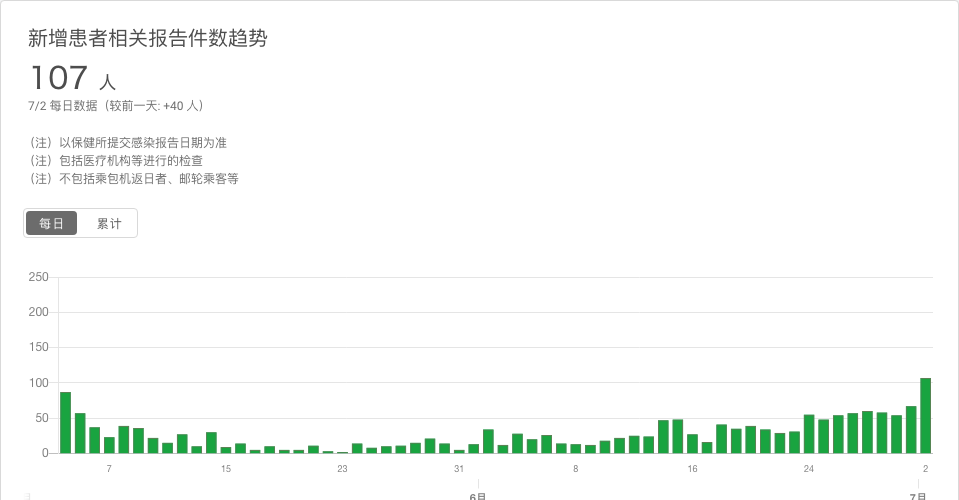 新增患者相关报告件数趋势
107 人
7/2 每日数据（较前一天: +40 人）
（注）以保健所提交感染报告日期为准
（注）包括医疗机构等进行的检查
（注）不包括乘包机返日者、邮轮乘客等
每日 累计
250
200
150
100
50
0
7 15 23 31 8 16 24 2
6月 7月